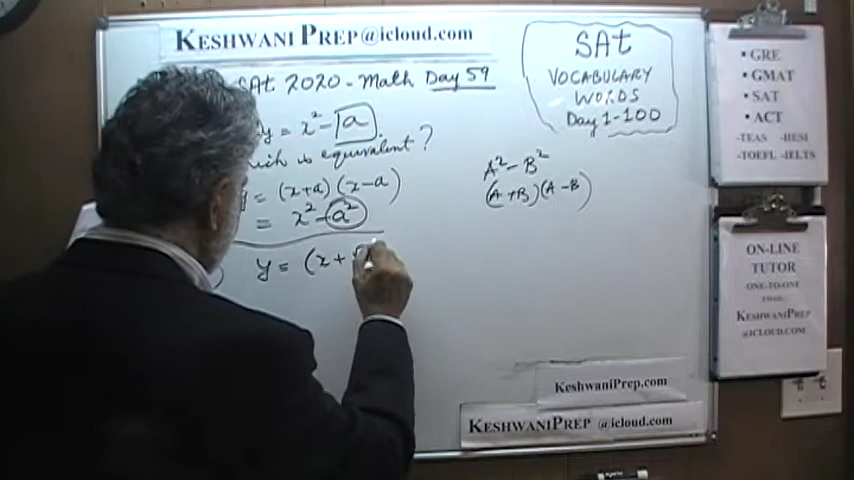 KESHWANI PREP@icloud.com
SAt 2020 - Math Day 59
y = x² - a.
which is equivalent?
y = (x+a)(x-a)
= x² - a²
y = (x +
SAt
VOCABULARY
WORDS
Day 1-100
A² - B²
(A+B)(A-B)
• GRE
• GMAT
• SAT
• ACT
-TEAS -HESI
-TOEFL -IELTS
ON-LINE
TUTOR
ONE-TO-ONE
KESHWANIPREP
@ICLOUD.COM
KESHWANIPREP.com
KESHWANIPREP @icloud.com